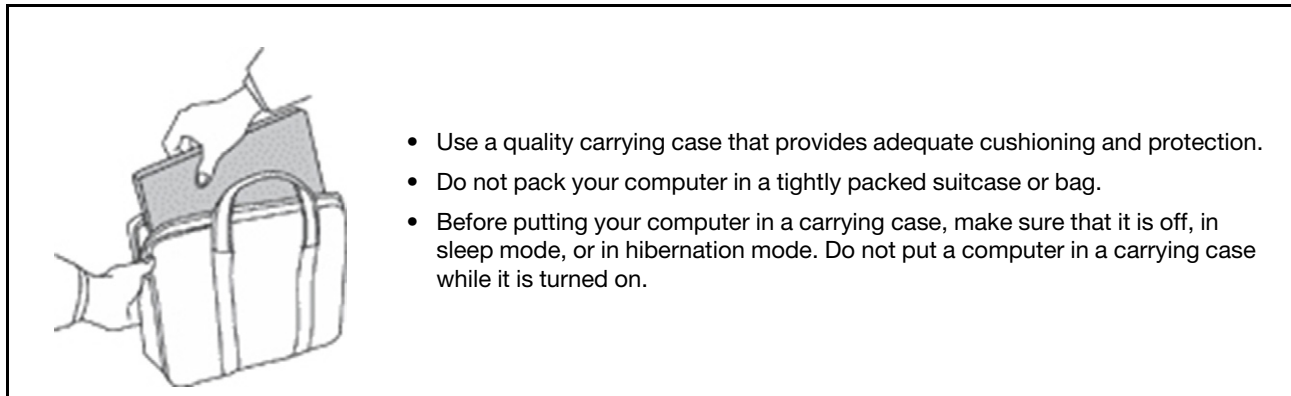 • Use a quality carrying case that provides adequate cushioning and protection.
• Do not pack your computer in a tightly packed suitcase or bag.
• Before putting your computer in a carrying case, make sure that it is off, in
sleep mode, or in hibernation mode. Do not put a computer in a carrying case
while it is turned on.